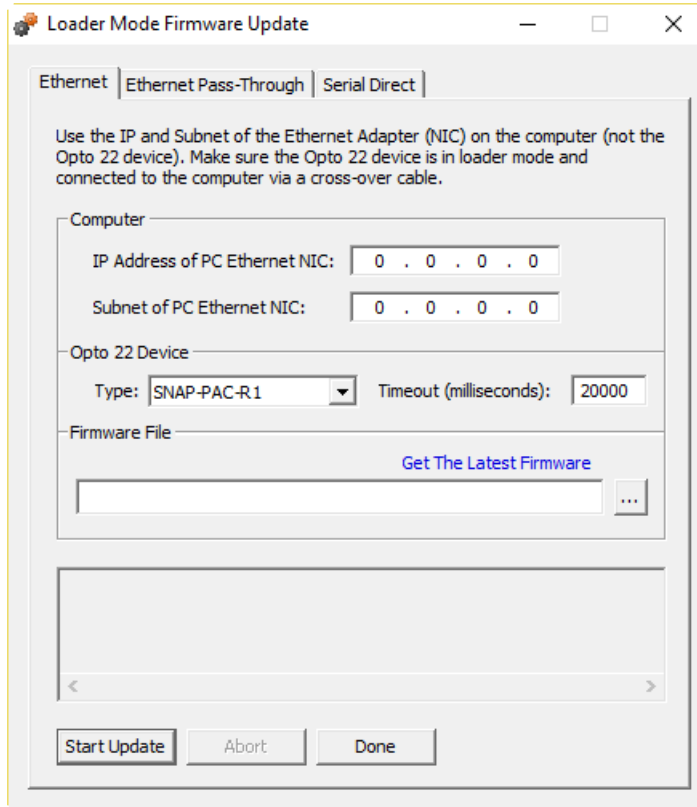 Loader Mode Firmware Update
Ethernet Ethernet Pass-Through Serial Direct
Use the IP and Subnet of the Ethernet Adapter (NIC) on the computer (not the
Opto 22 device). Make sure the Opto 22 device is in loader mode and
connected to the computer via a cross-over cable.
Computer
IP Address of PC Ethernet NIC: 0 . 0 . 0 . 0
Subnet of PC Ethernet NIC: 0 . 0 . 0 . 0
Opto 22 Device
Type: SNAP-PAC-R1 Timeout (milliseconds): 20000
Firmware File
Get The Latest Firmware
...
Start Update Abort Done